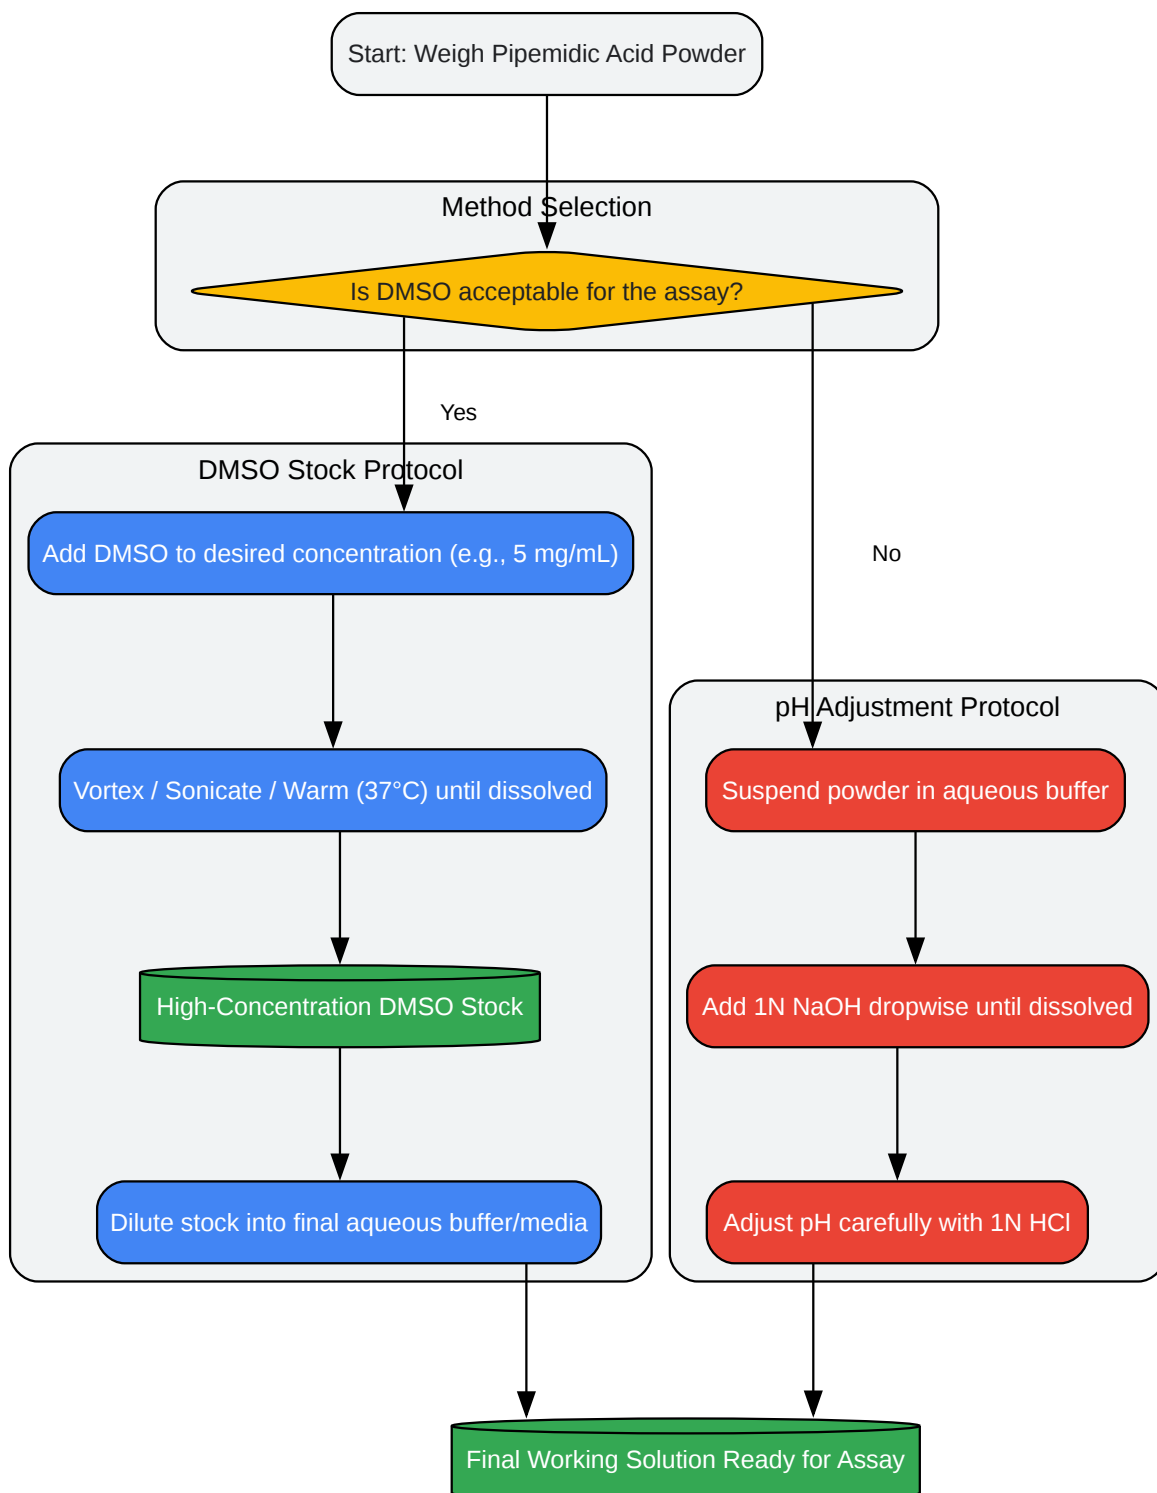 Start: Weigh Pipemidic Acid Powder
Method Selection
Is DMSO acceptable for the assay?
Yes
No
DMSO Stock Protocol
Add DMSO to desired concentration (e.g., 5 mg/mL)
Vortex / Sonicate / Warm (37°C) until dissolved
High-Concentration DMSO Stock
Dilute stock into final aqueous buffer/media
pH Adjustment Protocol
Suspend powder in aqueous buffer
Add 1N NaOH dropwise until dissolved
Adjust pH carefully with 1N HCl
Final Working Solution Ready for Assay